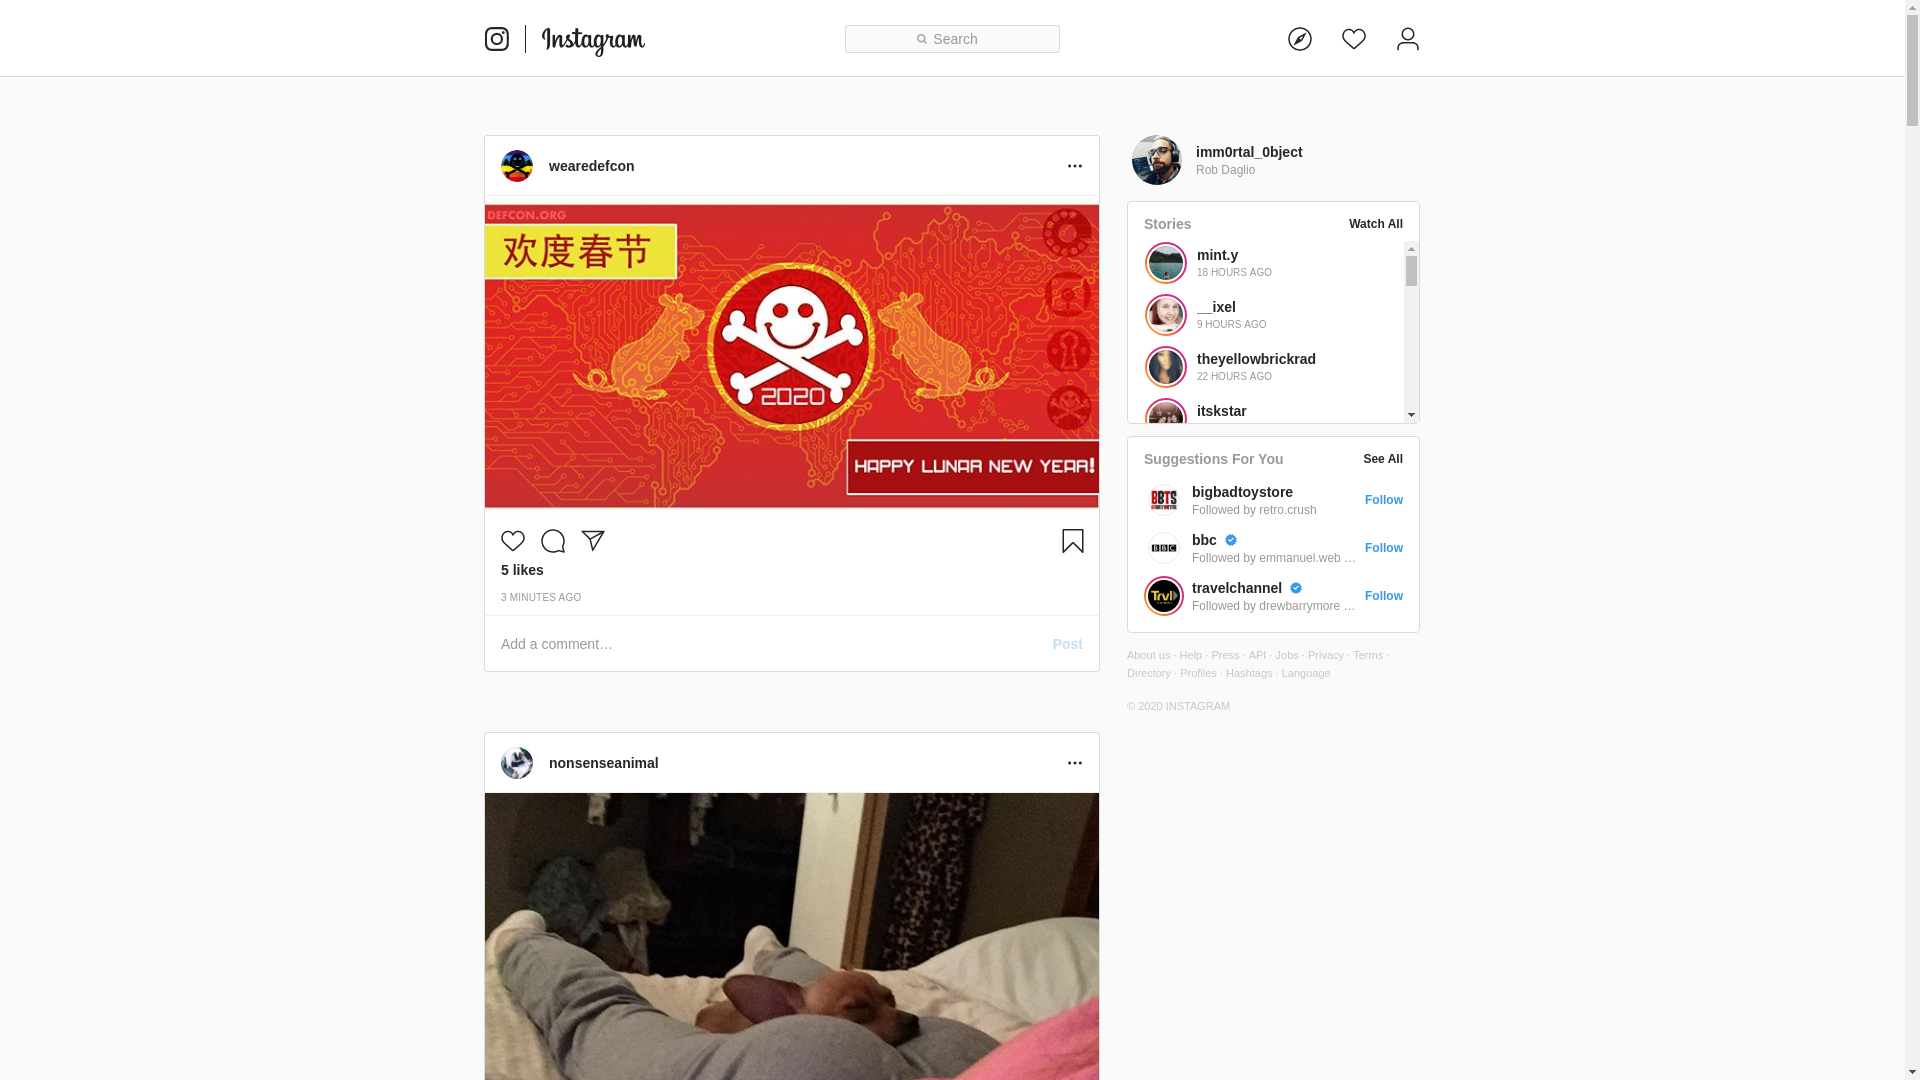 Instagram
Search
wearedefcon
DEFCON.ORG
欢度春节
2020
HAPPY LUNAR NEW YEAR!
5 likes
3 MINUTES AGO
Add a comment…
Post
nonsenseanimal
imm0rtal_0bject
Rob Daglio
Stories
Watch All
mint.y
18 HOURS AGO
__ixel
9 HOURS AGO
theyellowbrickrad
22 HOURS AGO
itskstar
Suggestions For You
See All
BBTS
bigbadtoystore
Followed by retro.crush
Follow
BBC
bbc
Followed by emmanuel.web …
Follow
Trvl
travelchannel
Followed by drewbarrymore …
Follow
About us · Help · Press · API · Jobs · Privacy · Terms ·
Directory · Profiles · Hashtags · Language
© 2020 INSTAGRAM